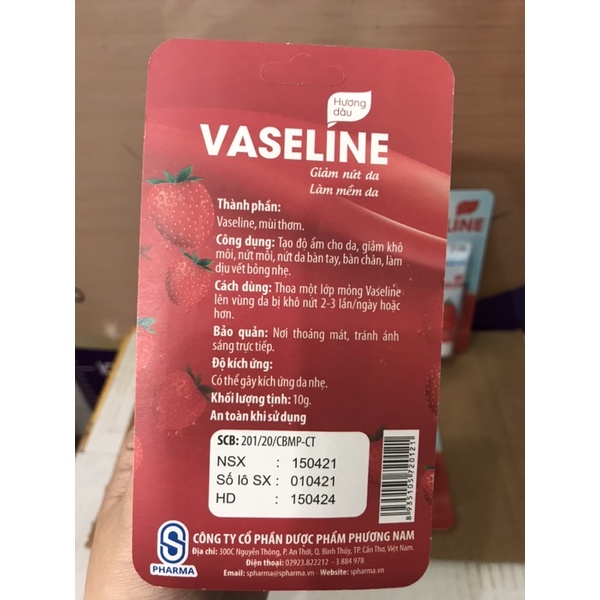 Hương
dâu
VASELINE
Giảm nứt da
Làm mềm da
Thành phần:
Vaseline, mùi thơm.
Công dụng: Tạo độ ẩm cho da, giảm khô
môi, nứt môi, nứt da bàn tay, bàn chân, làm
dịu vết bỏng nhẹ.
Cách dùng: Thoa một lớp mỏng Vaseline
lên vùng da bị khô nứt 2-3 lần/ngày hoặc
hơn.
Bảo quản: Nơi thoáng mát, tránh ánh
sáng trực tiếp.
Độ kích ứng:
Có thể gây kích ứng da nhẹ.
Khối lượng tịnh: 10g.
An toàn khi sử dụng
SCB: 201/20/CBMP-CT
NSX : 150421
Số lô SX : 010421
HD : 150424
8935105720121
S
PHARMA
CÔNG TY CỔ PHẦN DƯỢC PHẨM PHƯƠNG NAM
Địa chỉ: 300C Nguyễn Thông, P. An Thới, Q. Bình Thủy, TP. Cần Thơ, Việt Nam.
Điện thoại: 02923.822212 - 3 884 978
Email: spharma@spharma.vn - Website: spharma.vn
LINE